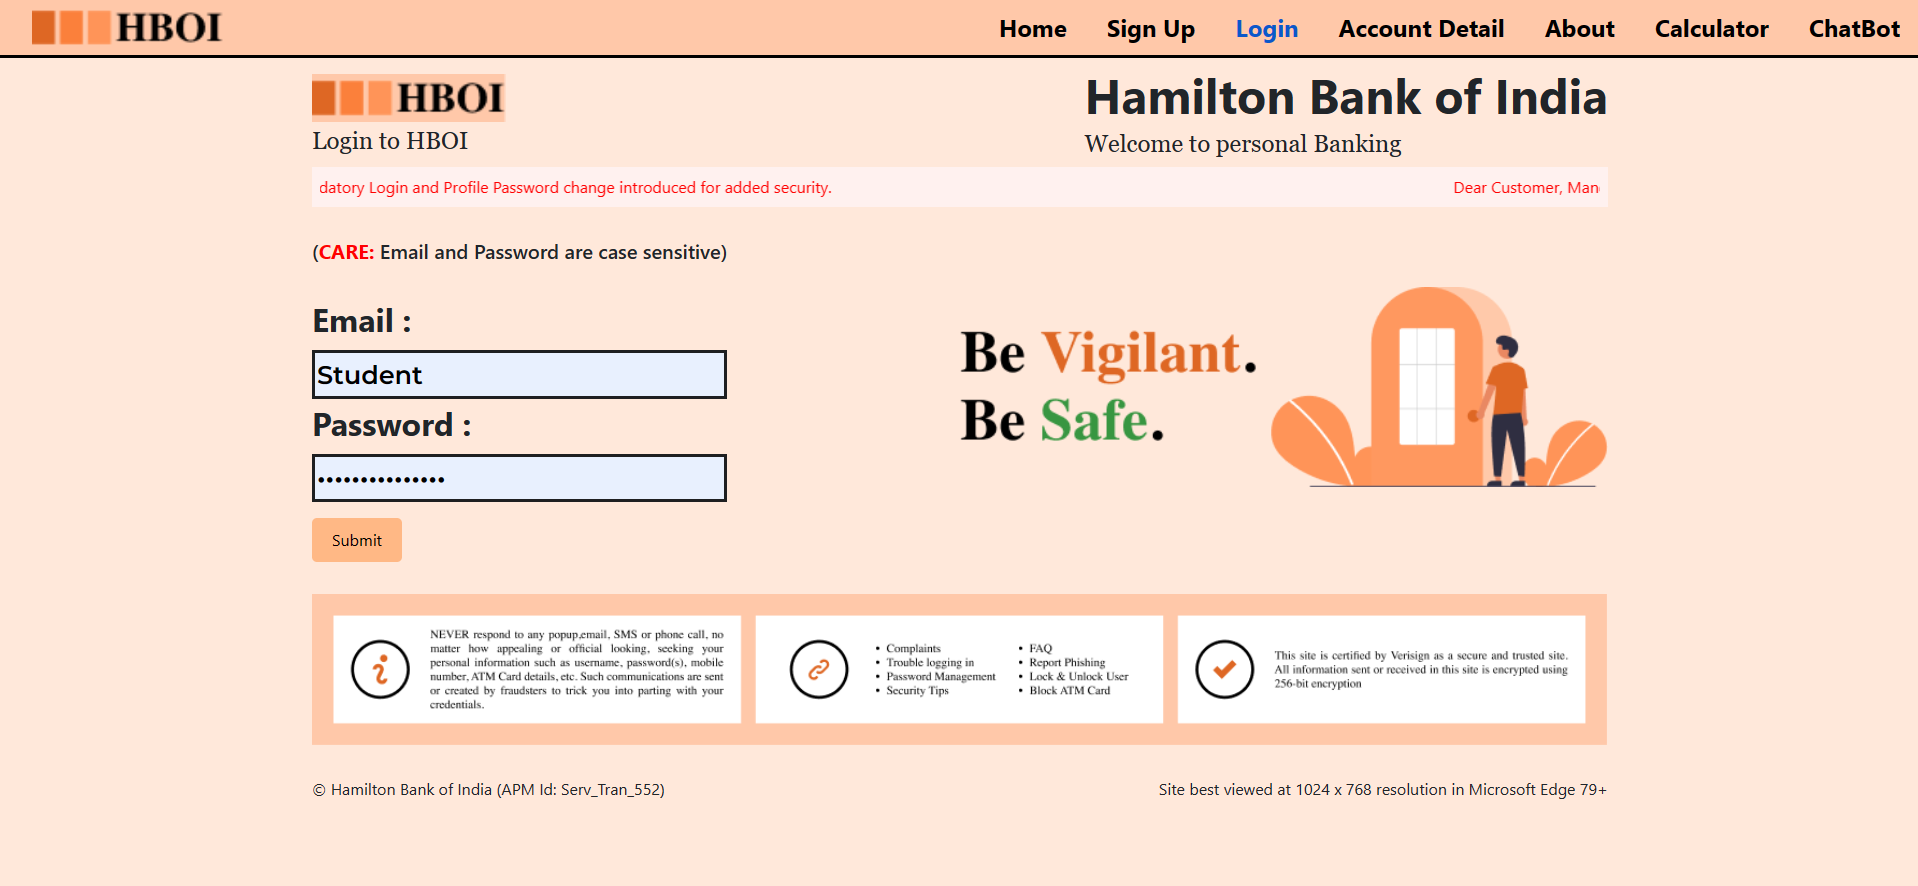 HBOI
Home Sign Up Login Account Detail About Calculator ChatBot
HBOI
Login to HBOI
Hamilton Bank of India
Welcome to personal Banking
datory Login and Profile Password change introduced for added security.
Dear Customer, Man
(CARE: Email and Password are case sensitive)
Email :
Student
Password :
•••••••••••••••
Submit
Be Vigilant.
Be Safe.
NEVER respond to any popup,email, SMS or phone call, no
matter how appealing or official looking, seeking your
personal information such as username, password(s), mobile
number, ATM Card details, etc. Such communications are sent
or created by fraudsters to trick you into parting with your
credentials.
• Complaints
• Trouble logging in
• Password Management
• Security Tips
• FAQ
• Report Phishing
• Lock & Unlock User
• Block ATM Card
This site is certified by Verisign as a secure and trusted site.
All information sent or received in this site is encrypted using
256-bit encryption
© Hamilton Bank of India (APM Id: Serv_Tran_552)
Site best viewed at 1024 x 768 resolution in Microsoft Edge 79+